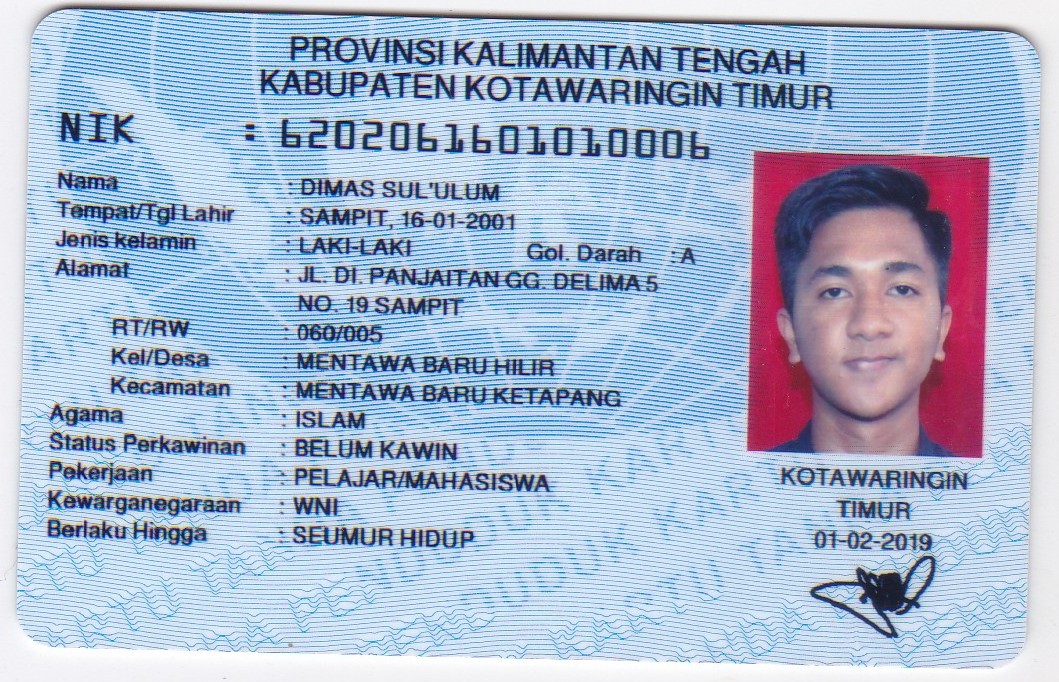 PROVINSI KALIMANTAN TENGAH
KABUPATEN KOTAWARINGIN TIMUR
NIK : 6202061601010006
Nama : DIMAS SUL'ULUM
Tempat/Tgl Lahir : SAMPIT, 16-01-2001
Jenis kelamin : LAKI-LAKI Gol. Darah : A
Alamat : JL. DI. PANJAITAN GG. DELIMA 5
NO. 19 SAMPIT
RT/RW : 060/005
Kel/Desa : MENTAWA BARU HILIR
Kecamatan : MENTAWA BARU KETAPANG
Agama : ISLAM
Status Perkawinan : BELUM KAWIN
Pekerjaan : PELAJAR/MAHASISWA
Kewarganegaraan : WNI
Berlaku Hingga : SEUMUR HIDUP
KOTAWARINGIN
TIMUR
01-02-2019